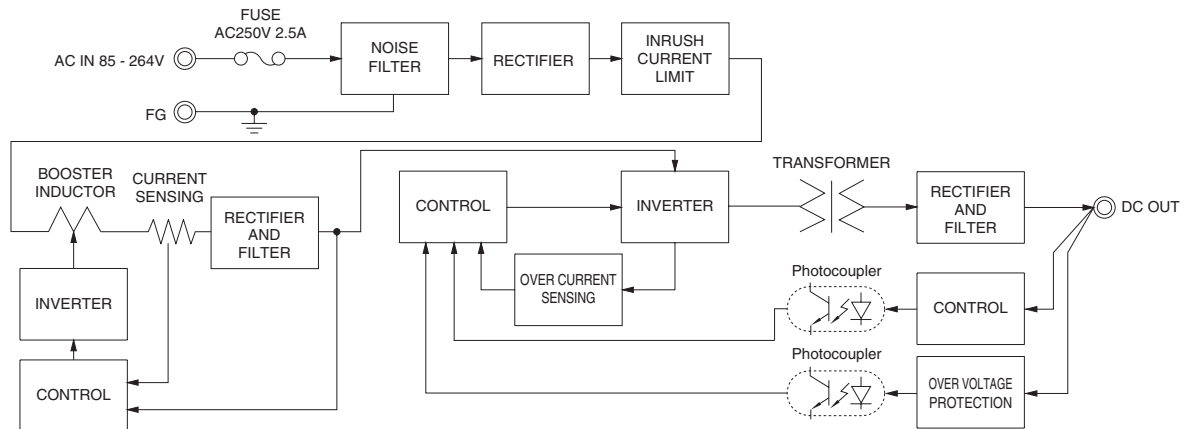 FUSE
AC250V 2.5A
AC IN 85 - 264V
NOISE
FILTER
RECTIFIER
INRUSH
CURRENT
LIMIT
FG
BOOSTER
INDUCTOR
CURRENT
SENSING
RECTIFIER
AND
FILTER
CONTROL
INVERTER
TRANSFORMER
RECTIFIER
AND
FILTER
DC OUT
OVER CURRENT
SENSING
INVERTER
CONTROL
Photocoupler
CONTROL
Photocoupler
OVER VOLTAGE
PROTECTION